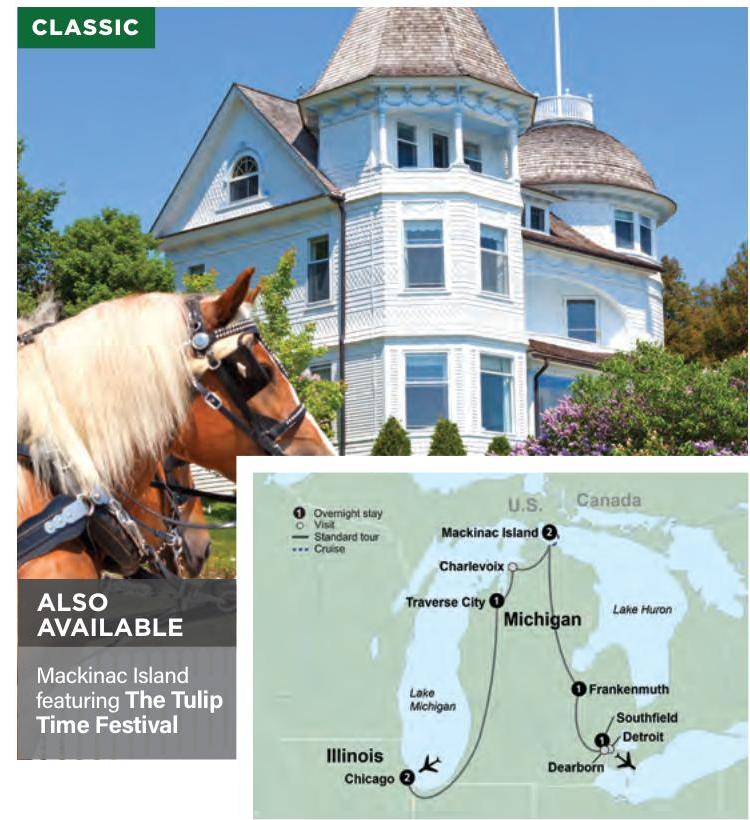 CLASSIC
ALSO
AVAILABLE
Mackinac Island
featuring The Tulip
Time Festival
1 Overnight stay
Visit
Standard tour
Cruise
U.S.
Canada
Mackinac Island 2
Charlevoix
Traverse City 1
Michigan
Lake Huron
Lake
Michigan
1 Frankenmuth
Southfield
1
Detroit
Dearborn
Illinois
Chicago 2